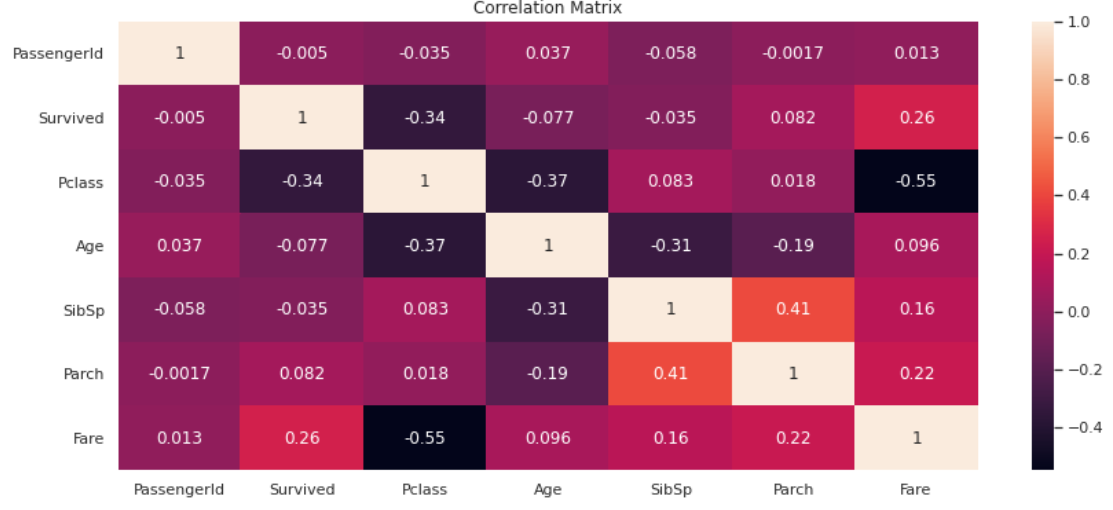 Correlation Matrix
PassengerId 1 -0.005 -0.035 0.037 -0.058 -0.0017 0.013
Survived -0.005 1 -0.34 -0.077 -0.035 0.082 0.26
Pclass -0.035 -0.34 1 -0.37 0.083 0.018 -0.55
Age 0.037 -0.077 -0.37 1 -0.31 -0.19 0.096
SibSp -0.058 -0.035 0.083 -0.31 1 0.41 0.16
Parch -0.0017 0.082 0.018 -0.19 0.41 1 0.22
Fare 0.013 0.26 -0.55 0.096 0.16 0.22 1
PassengerId Survived Pclass Age SibSp Parch Fare
1.0
0.8
0.6
0.4
0.2
0.0
−0.2
−0.4